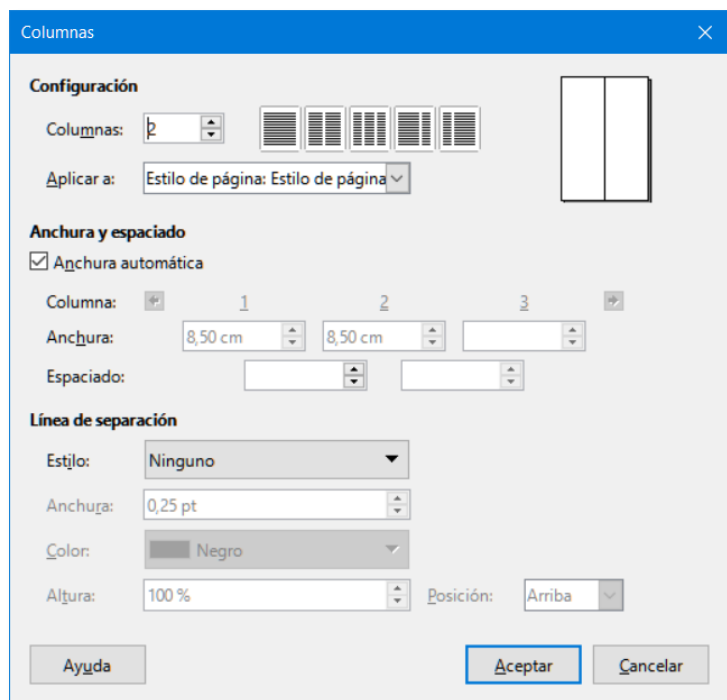 Columnas
Configuración
Columnas: 2
Aplicar a: Estilo de página: Estilo de página
Anchura y espaciado
Anchura automática
Columna: 1 2 3
Anchura: 8,50 cm 8,50 cm
Espaciado:
Línea de separación
Estilo: Ninguno
Anchura: 0,25 pt
Color: Negro
Altura: 100 % Posición: Arriba
Ayuda Aceptar Cancelar